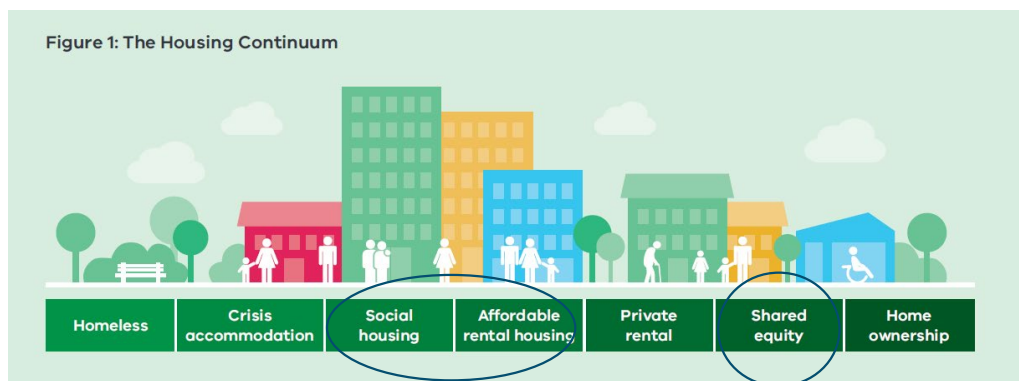 Figure 1: The Housing Continuum
Homeless
Crisis
accommodation
Social
housing
Affordable
rental housing
Private
rental
Shared
equity
Home
ownership